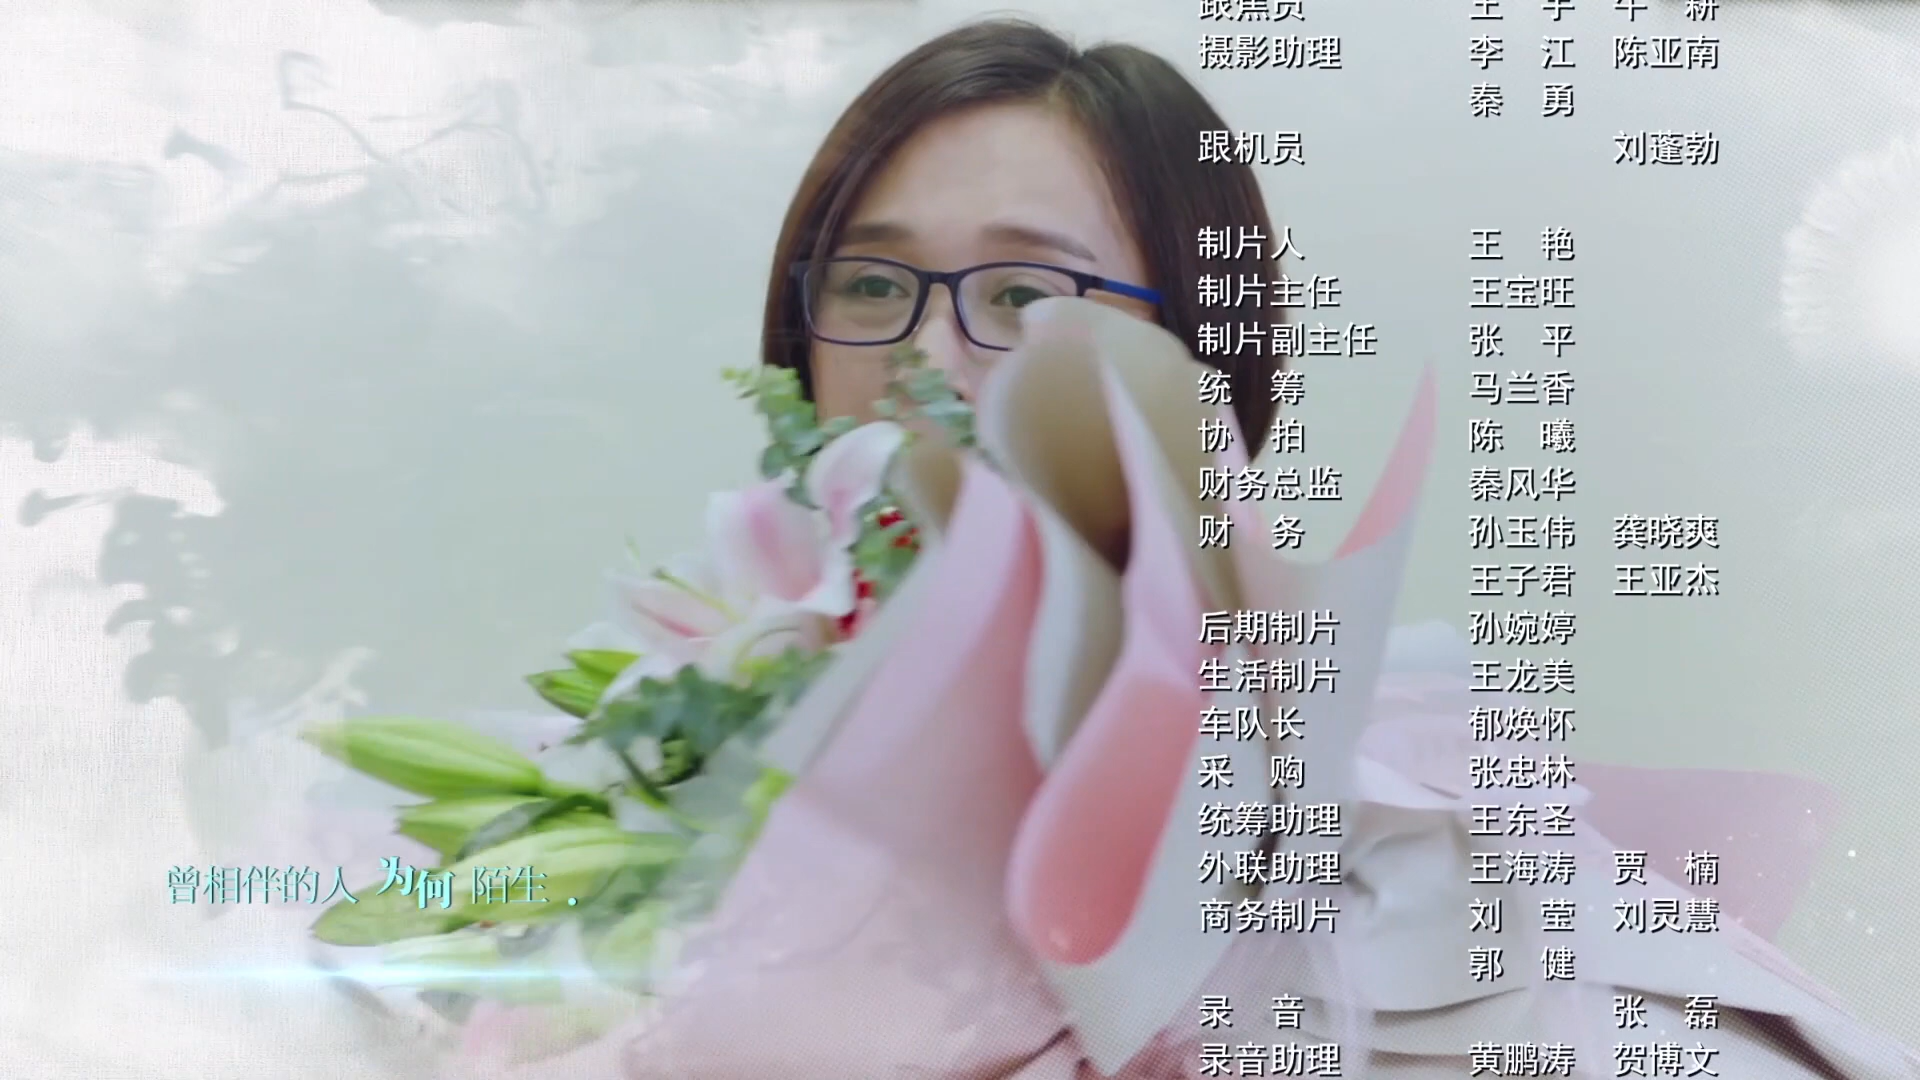 跟焦员 王 宇 牛 耕
摄影助理 李 江 陈亚南
秦 勇
跟机员 刘蓬勃
制片人 王 艳
制片主任 王宝旺
制片副主任 张 平
统 筹 马兰香
协 拍 陈 曦
财务总监 秦风华
财 务 孙玉伟 龚晓爽
王子君 王亚杰
后期制片 孙婉婷
生活制片 王龙美
车队长 郁焕怀
采 购 张忠林
统筹助理 王东圣
外联助理 王海涛 贾 楠
商务制片 刘 莹 刘灵慧
郭 健
录 音 张 磊
录音助理 黄鹏涛 贺博文
曾相伴的人 为何 陌生 .